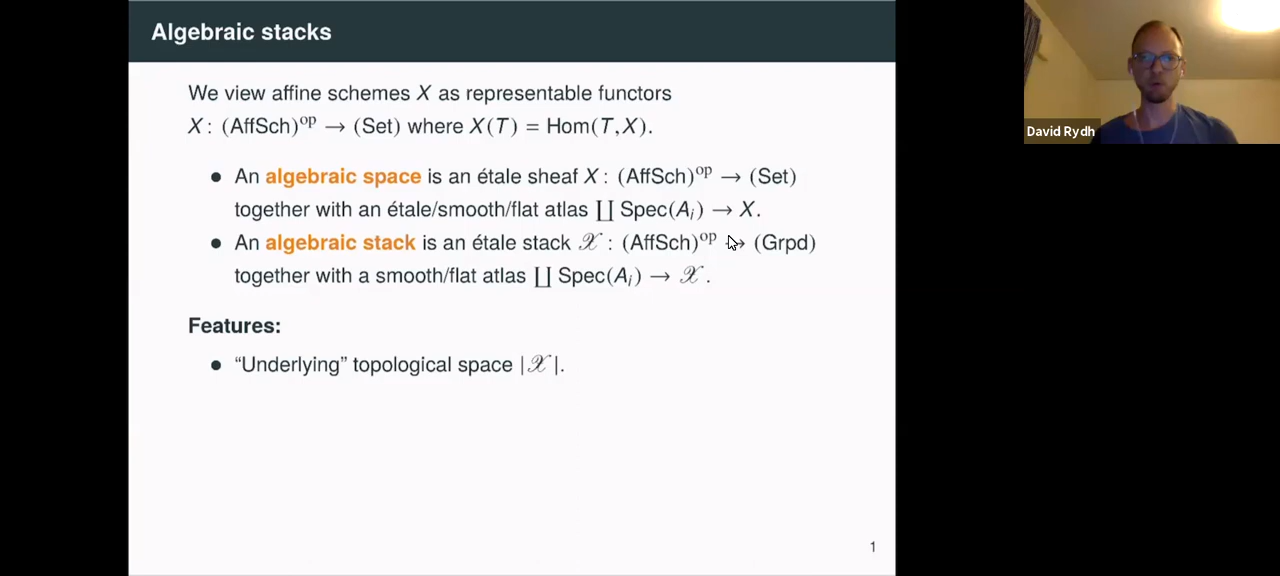 Algebraic stacks
We view affine schemes X as representable functors
X : (AffSch)ᵒᵖ → (Set) where X(T) = Hom(T, X).
• An algebraic space is an étale sheaf X : (AffSch)ᵒᵖ → (Set)
together with an étale/smooth/flat atlas ∐ Spec(Aᵢ) → X.
• An algebraic stack is an étale stack 𝒳 : (AffSch)ᵒᵖ → (Grpd)
together with a smooth/flat atlas ∐ Spec(Aᵢ) → 𝒳.
Features:
• “Underlying” topological space |𝒳|.
1
David Rydh